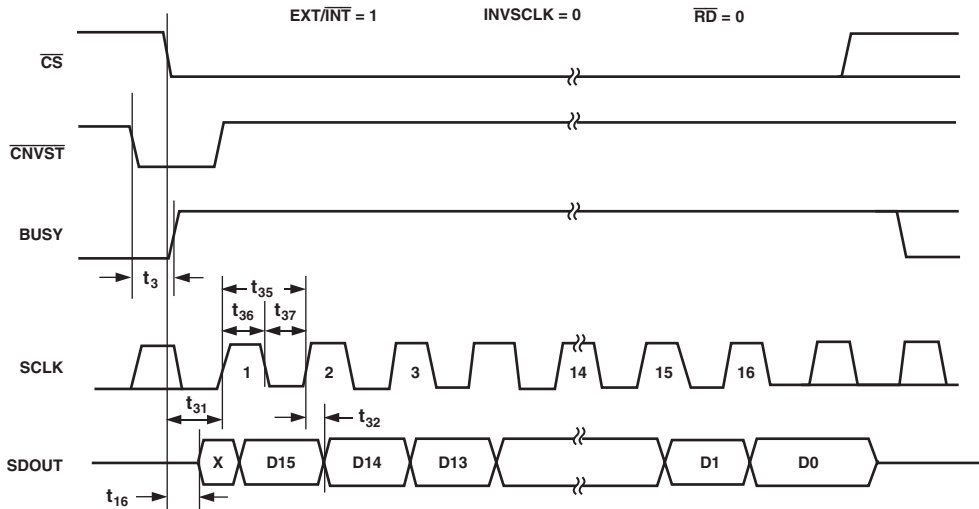 EXT/INT = 1 INVSCLK = 0 RD = 0
CS
CNVST
BUSY
t3
t35
t36 t37
SCLK 1 2 3 14 15 16
t31
t32
SDOUT X D15 D14 D13 D1 D0
t16